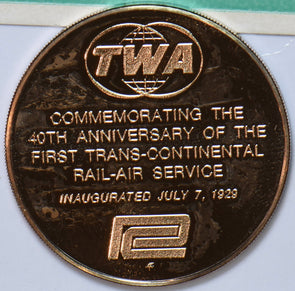 TWA
COMMEMORATING THE
40TH ANNIVERSARY OF THE
FIRST TRANS-CONTINENTAL
RAIL-AIR SERVICE
INAUGURATED JULY 7, 1929